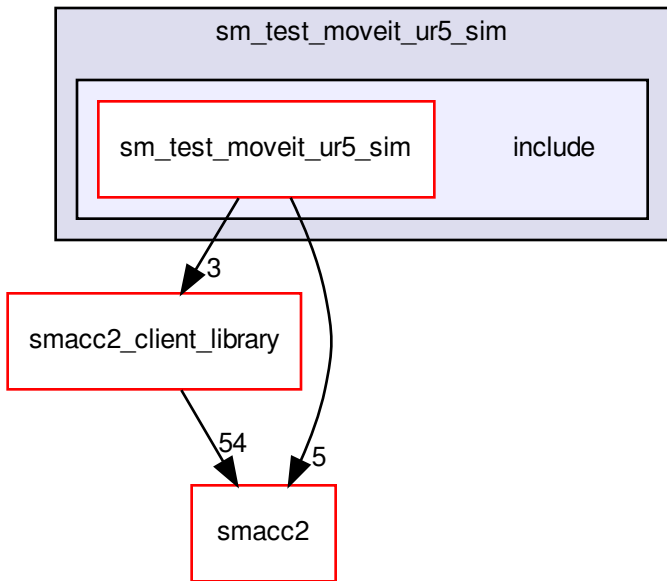 sm_test_moveit_ur5_sim
sm_test_moveit_ur5_sim
include
3
smacc2_client_library
54
5
smacc2